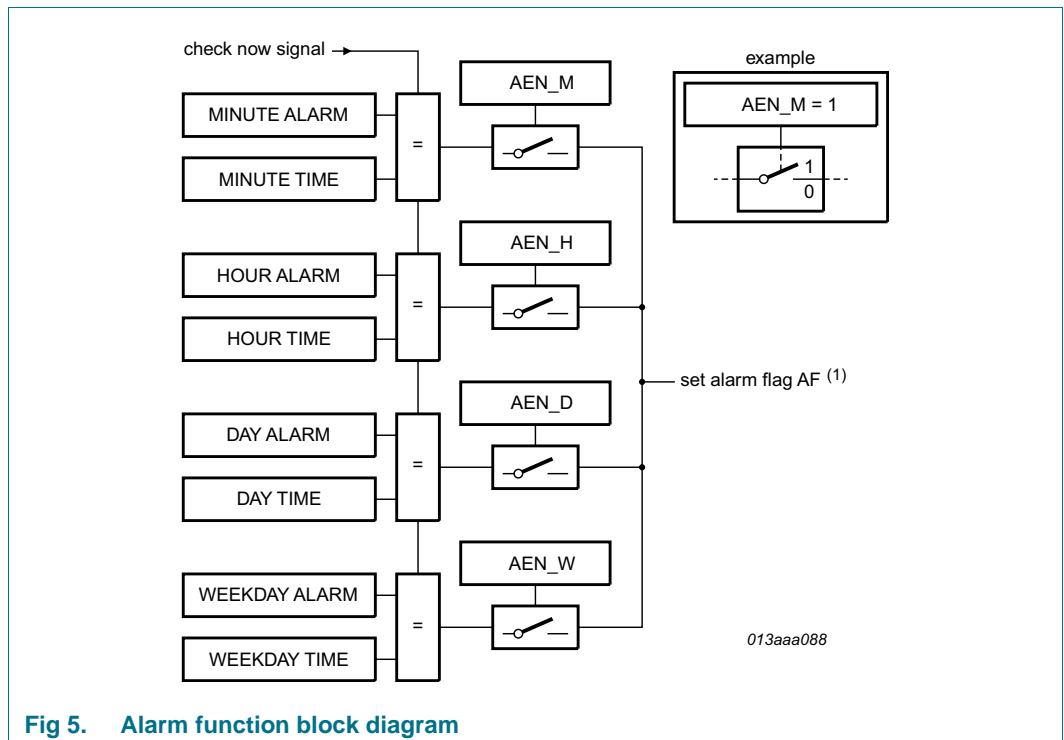 check now signal
example
AEN_M
AEN_M = 1
MINUTE ALARM
=
MINUTE TIME
1
0
AEN_H
HOUR ALARM
=
HOUR TIME
set alarm flag AF (1)
AEN_D
DAY ALARM
=
DAY TIME
AEN_W
WEEKDAY ALARM
=
WEEKDAY TIME
013aaa088
Fig 5. Alarm function block diagram